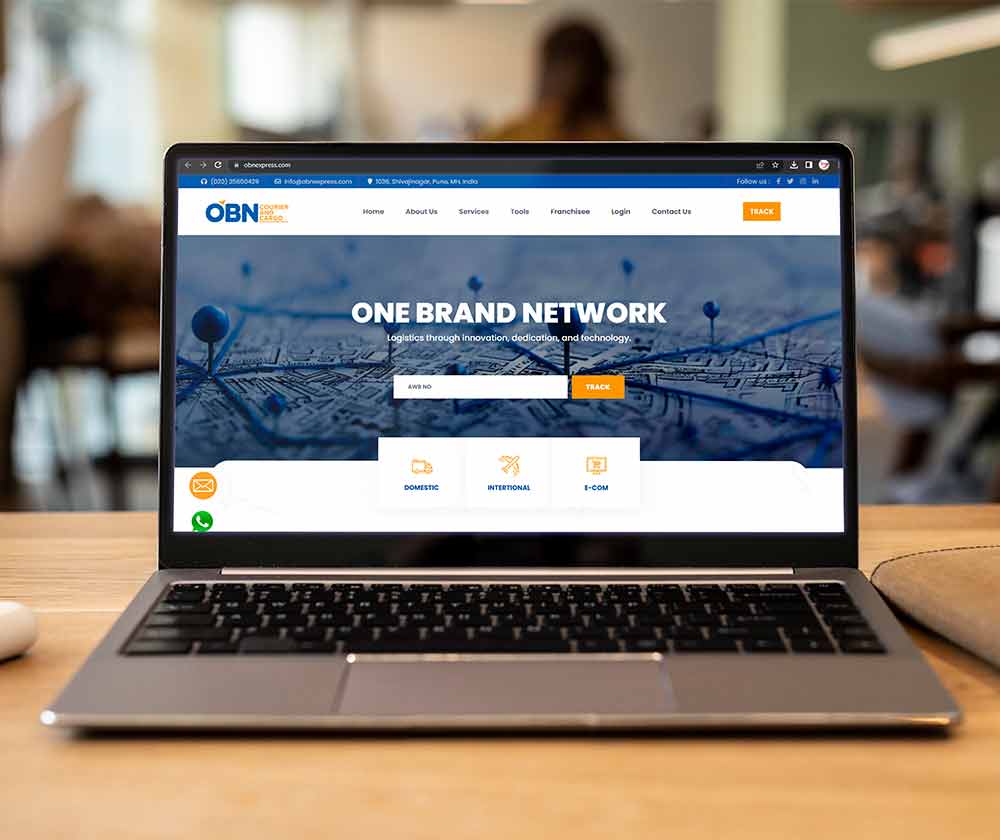 obnexpress.com
(020) 35600429 info@obnexpress.com 1036, Shivajinagar, Pune, MH, India Follow us :
OBN COURIER
AND
CARGO
Home About Us Services Tools Franchisee Login Contact Us TRACK
ONE BRAND NETWORK
Logistics through innovation, dedication, and technology.
AWB NO TRACK
DOMESTIC INTERTIONAL E-COM